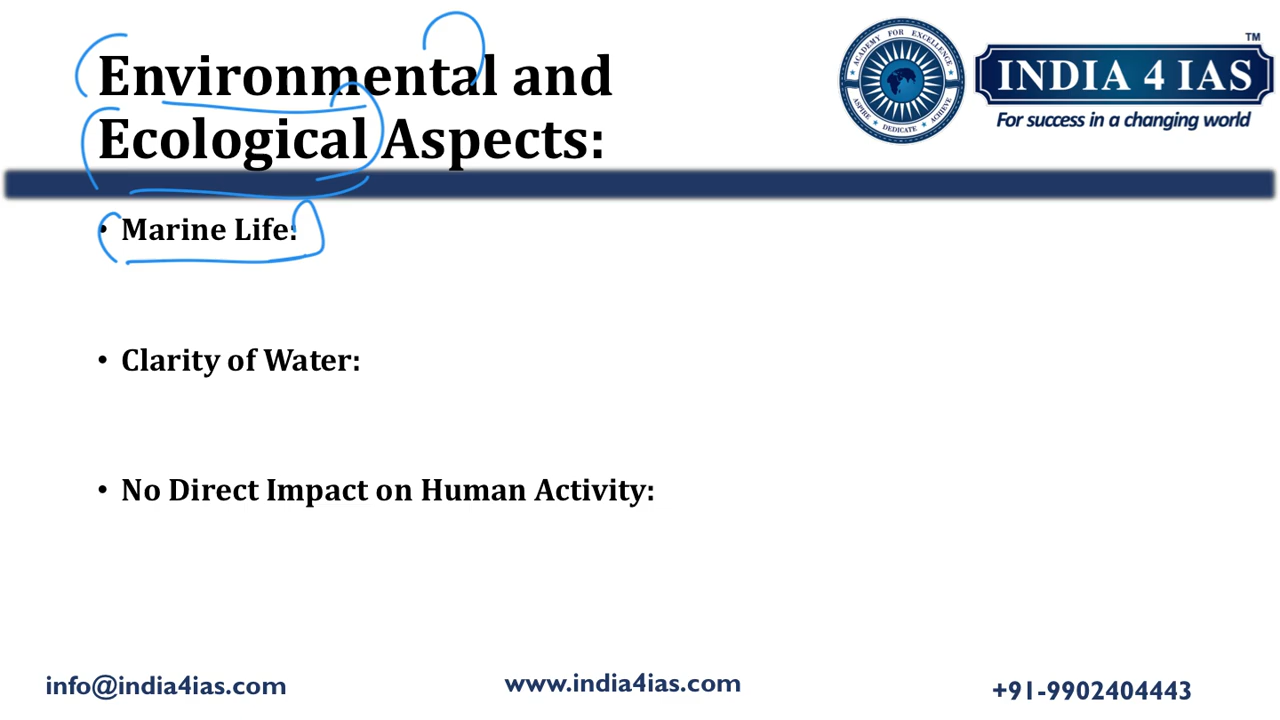 Environmental and
Ecological Aspects:
ACADEMY FOR EXCELLENCE
ASPIRE ★ DEDICATE ★ ACHIEVE
INDIA 4 IAS
TM
For success in a changing world
• Marine Life:
• Clarity of Water:
• No Direct Impact on Human Activity:
info@india4ias.com
www.india4ias.com
+91-9902404443